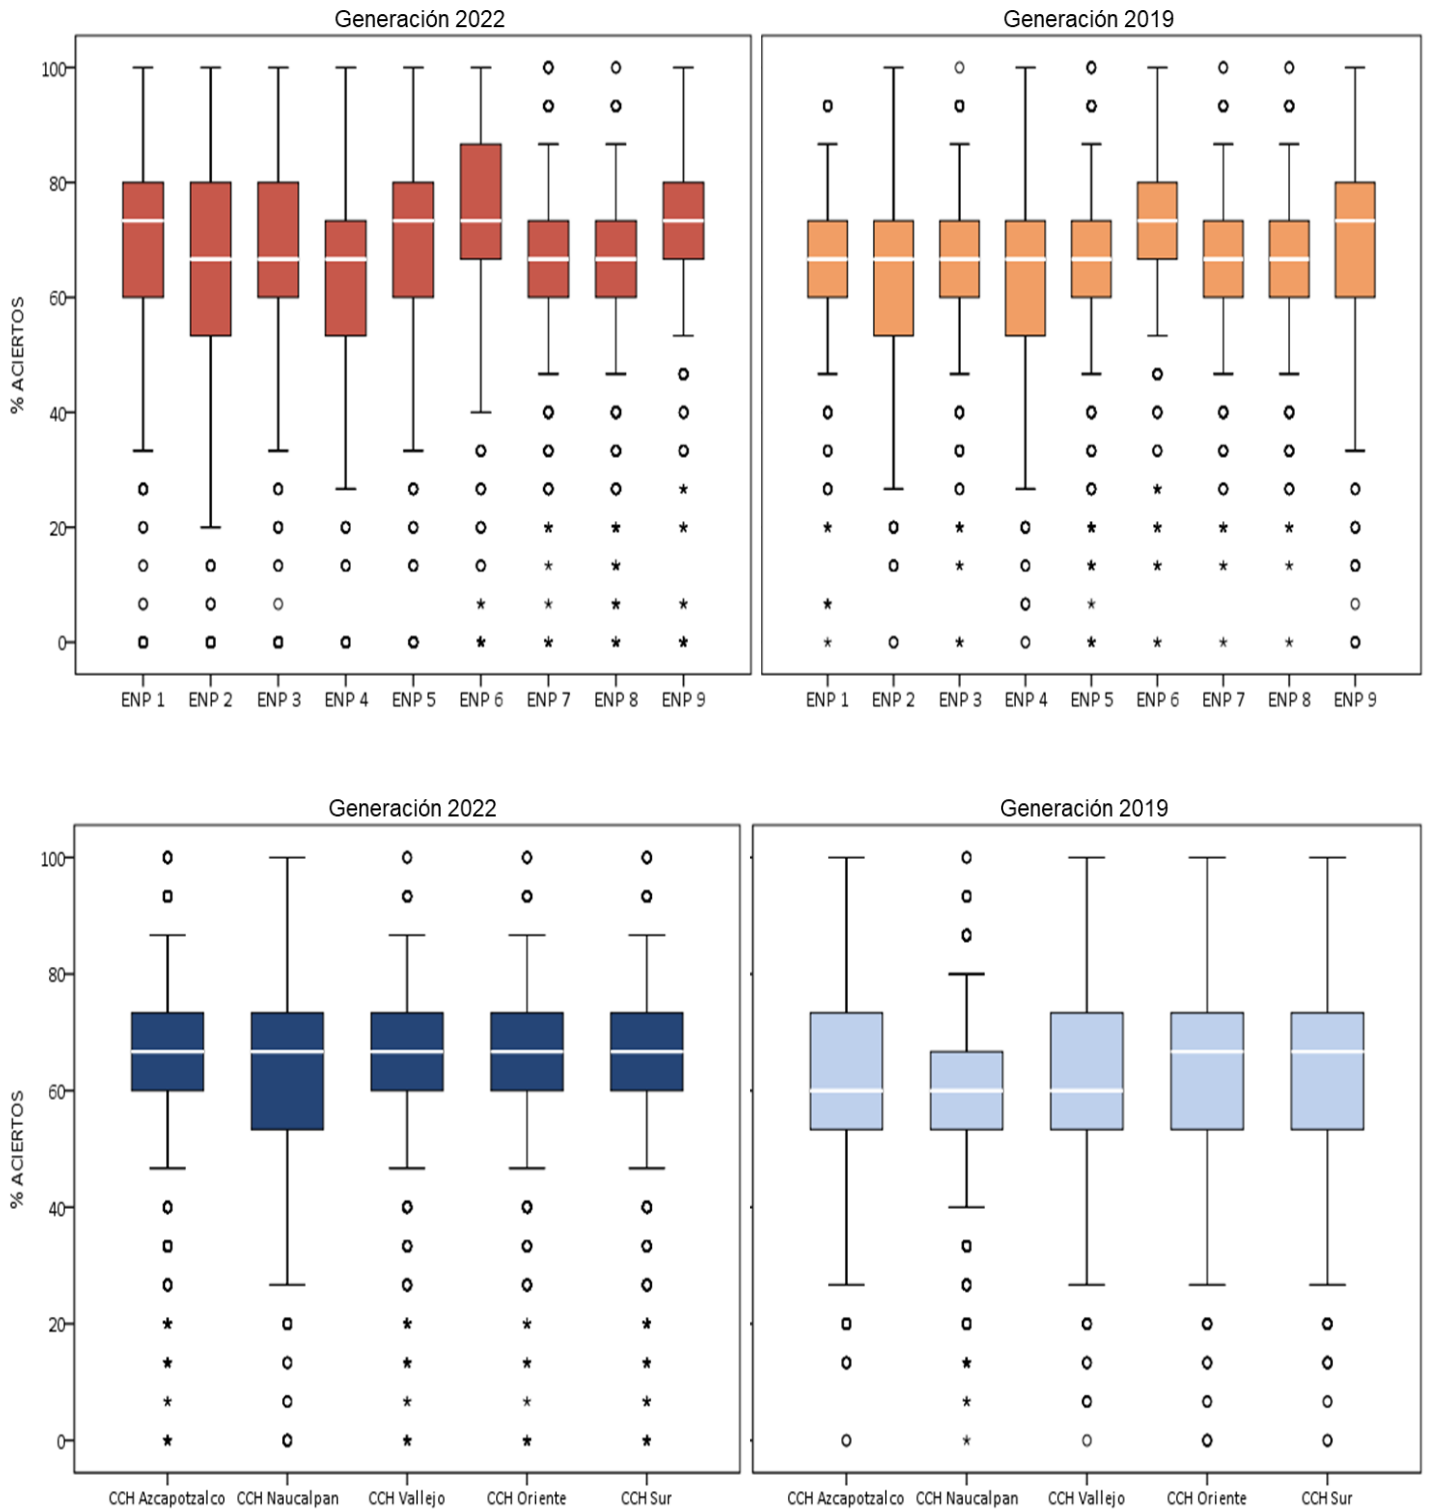 Generación 2022
Generación 2019
100
80
60
40
20
0
% ACIERTOS
ENP 1 ENP 2 ENP 3 ENP 4 ENP 5 ENP 6 ENP 7 ENP 8 ENP 9
ENP 1 ENP 2 ENP 3 ENP 4 ENP 5 ENP 6 ENP 7 ENP 8 ENP 9
Generación 2022
Generación 2019
100
80
60
40
20
0
% ACIERTOS
CCH Azcapotzalco CCH Naucalpan CCH Vallejo CCH Oriente CCH Sur
CCH Azcapotzalco CCH Naucalpan CCH Vallejo CCH Oriente CCH Sur